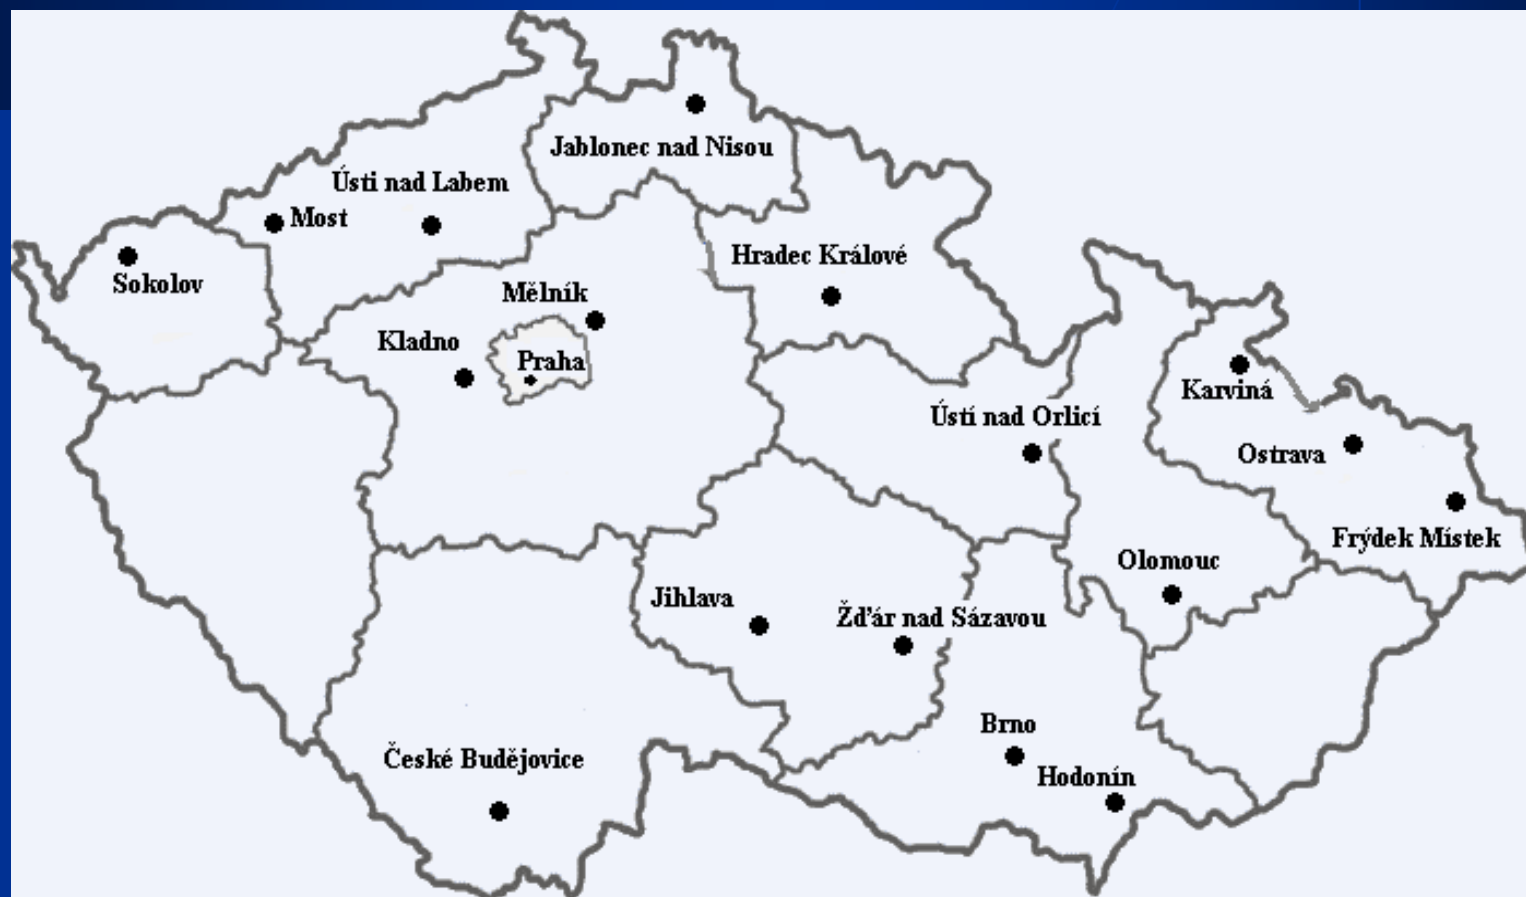 Jablonec nad Nisou
Ústi nad Labem
Most
Sokolov
Hradec Králové
Mělník
Kladno
Praha
Karviná
Ústí nad Orlicí
Ostrava
Frýdek Místek
Olomouc
Jihlava
Žďár nad Sázavou
Brno
České Budějovice
Hodonín